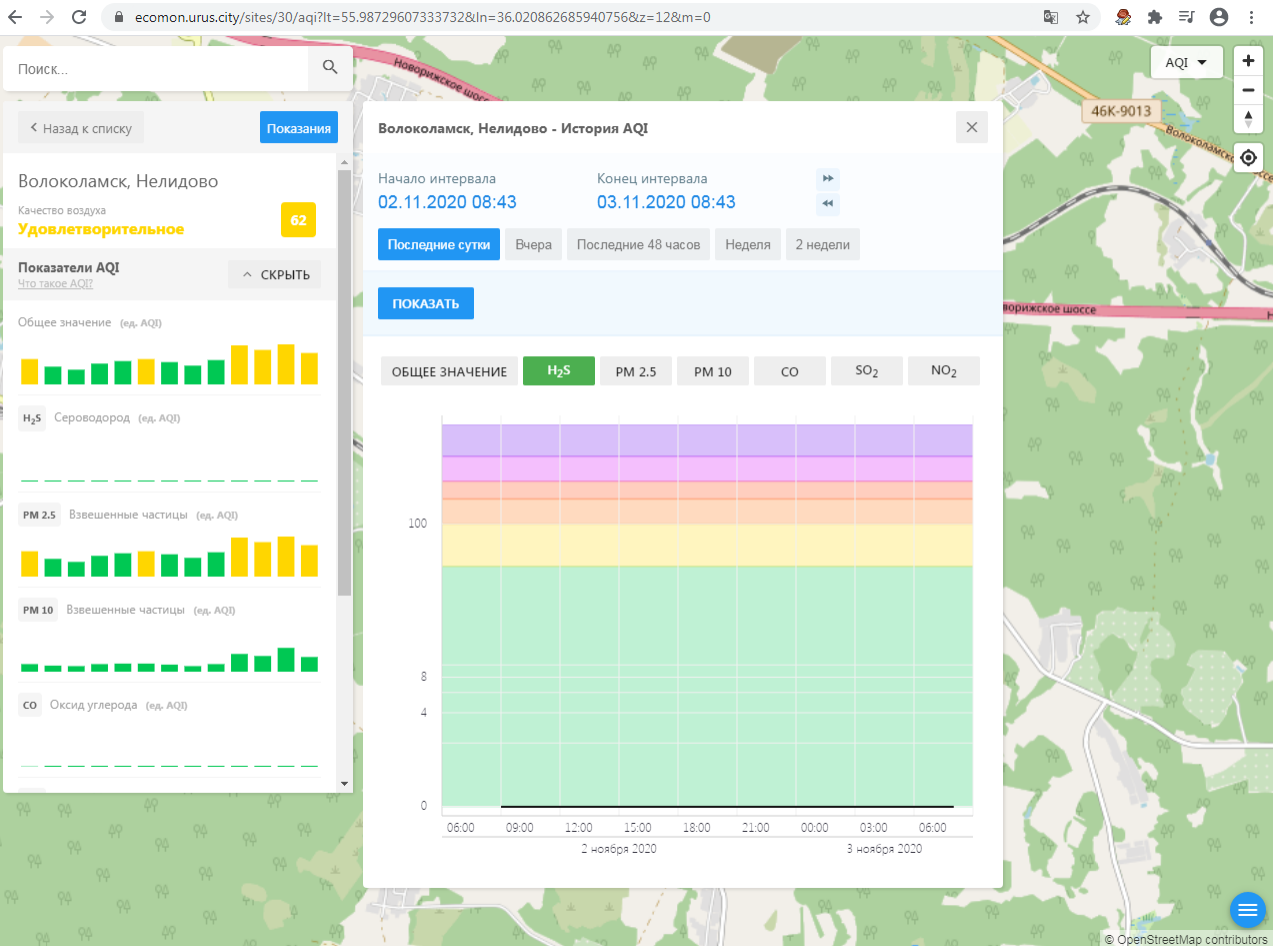 ecomon.urus.city/sites/30/aqi?lt=55.98729607333732&ln=36.020862685940756&z=12&m=0
Поиск...
Новорижское шоссе
AQI
46К-9013
Волоколамск
Назад к списку
Показания
Волоколамск, Нелидово
Качество воздуха
Удовлетворительное
62
Показатели AQI
Что такое AQI?
СКРЫТЬ
Общее значение (ед. AQI)
H₂S Сероводород (ед. AQI)
PM 2.5 Взвешенные частицы (ед. AQI)
PM 10 Взвешенные частицы (ед. AQI)
CO Оксид углерода (ед. AQI)
Волоколамск, Нелидово - История AQI
Начало интервала
02.11.2020 08:43
Конец интервала
03.11.2020 08:43
Последние сутки Вчера Последние 48 часов Неделя 2 недели
ПОКАЗАТЬ
орижское шоссе
ОБЩЕЕ ЗНАЧЕНИЕ H₂S PM 2.5 PM 10 CO SO₂ NO₂
100
8
4
0
06:00 09:00 12:00 15:00 18:00 21:00 00:00 03:00 06:00
2 ноября 2020 3 ноября 2020
© OpenStreetMap contributors